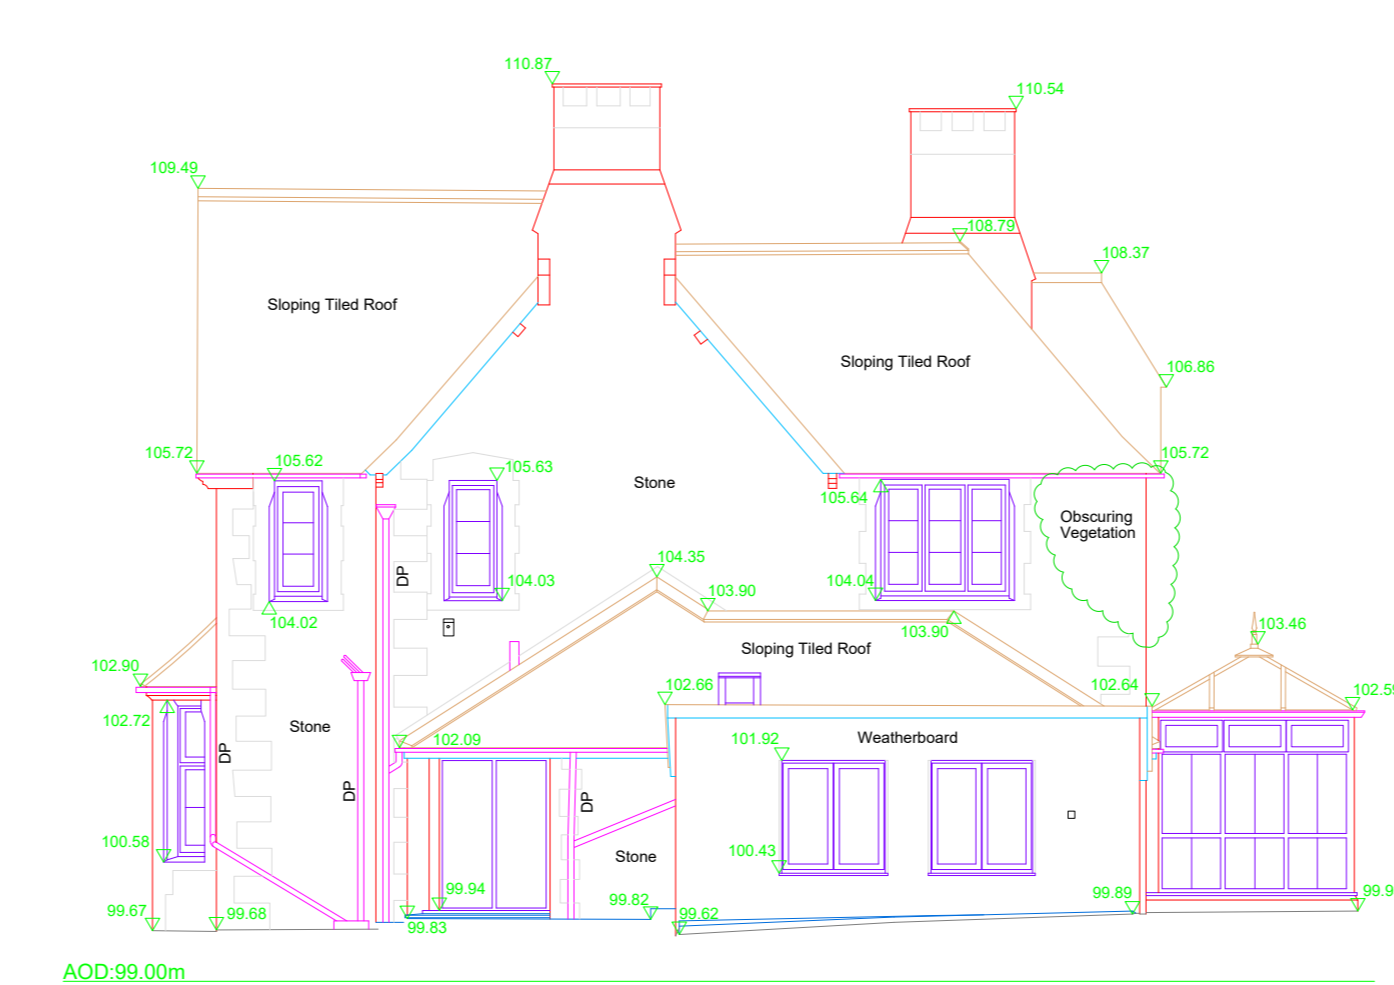 110.87
110.54
109.49
108.79
108.37
Sloping Tiled Roof
Sloping Tiled Roof
106.86
105.72
105.62
105.63
105.72
Stone
105.64
Obscuring
Vegetation
DP
104.35
104.03
104.04
103.90
104.02
103.90
103.46
Sloping Tiled Roof
102.90
102.66
102.64
102.72
Stone
102.09
101.92
Weatherboard
DP
DP
DP
100.58
100.43
Stone
99.94
99.82
99.89
99.67
99.68
99.83
99.62
AOD:99.00m